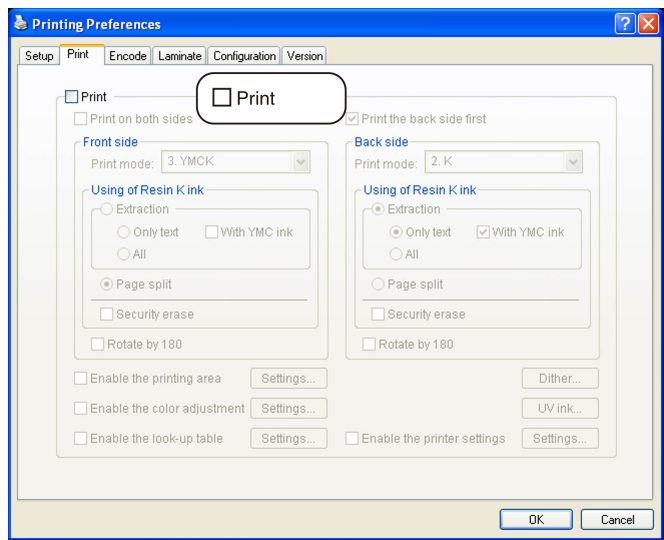 Printing Preferences
Setup Print Encode Laminate Configuration Version
Print
Print
Print on both sides Print the back side first
Front side Back side
Print mode: 3. YMCK Print mode: 2. K
Using of Resin K ink Using of Resin K ink
Extraction Extraction
Only text With YMC ink Only text With YMC ink
All All
Page split Page split
Security erase Security erase
Rotate by 180 Rotate by 180
Enable the printing area Settings... Dither...
Enable the color adjustment Settings... UV ink...
Enable the look-up table Settings... Enable the printer settings Settings...
OK Cancel